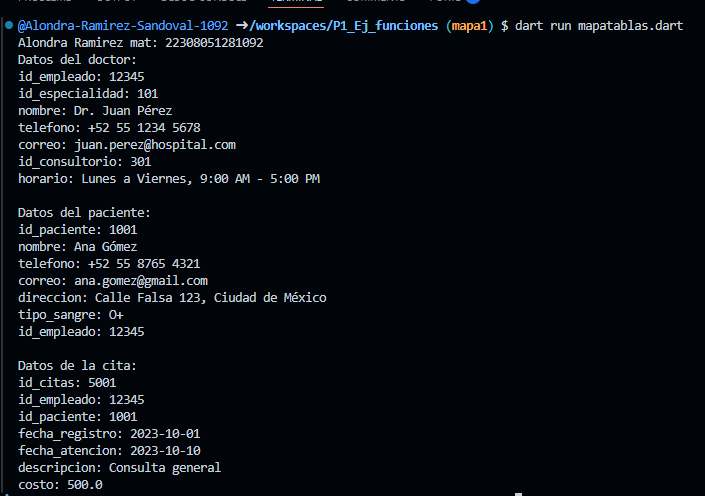 @Alondra-Ramirez-Sandoval-1092 ➜/workspaces/P1_Ej_funciones (mapa1) $ dart run mapatablas.dart
Alondra Ramirez mat: 22308051281092
Datos del doctor:
id_empleado: 12345
id_especialidad: 101
nombre: Dr. Juan Pérez
telefono: +52 55 1234 5678
correo: juan.perez@hospital.com
id_consultorio: 301
horario: Lunes a Viernes, 9:00 AM - 5:00 PM

Datos del paciente:
id_paciente: 1001
nombre: Ana Gómez
telefono: +52 55 8765 4321
correo: ana.gomez@gmail.com
direccion: Calle Falsa 123, Ciudad de México
tipo_sangre: O+
id_empleado: 12345

Datos de la cita:
id_citas: 5001
id_empleado: 12345
id_paciente: 1001
fecha_registro: 2023-10-01
fecha_atencion: 2023-10-10
descripcion: Consulta general
costo: 500.0